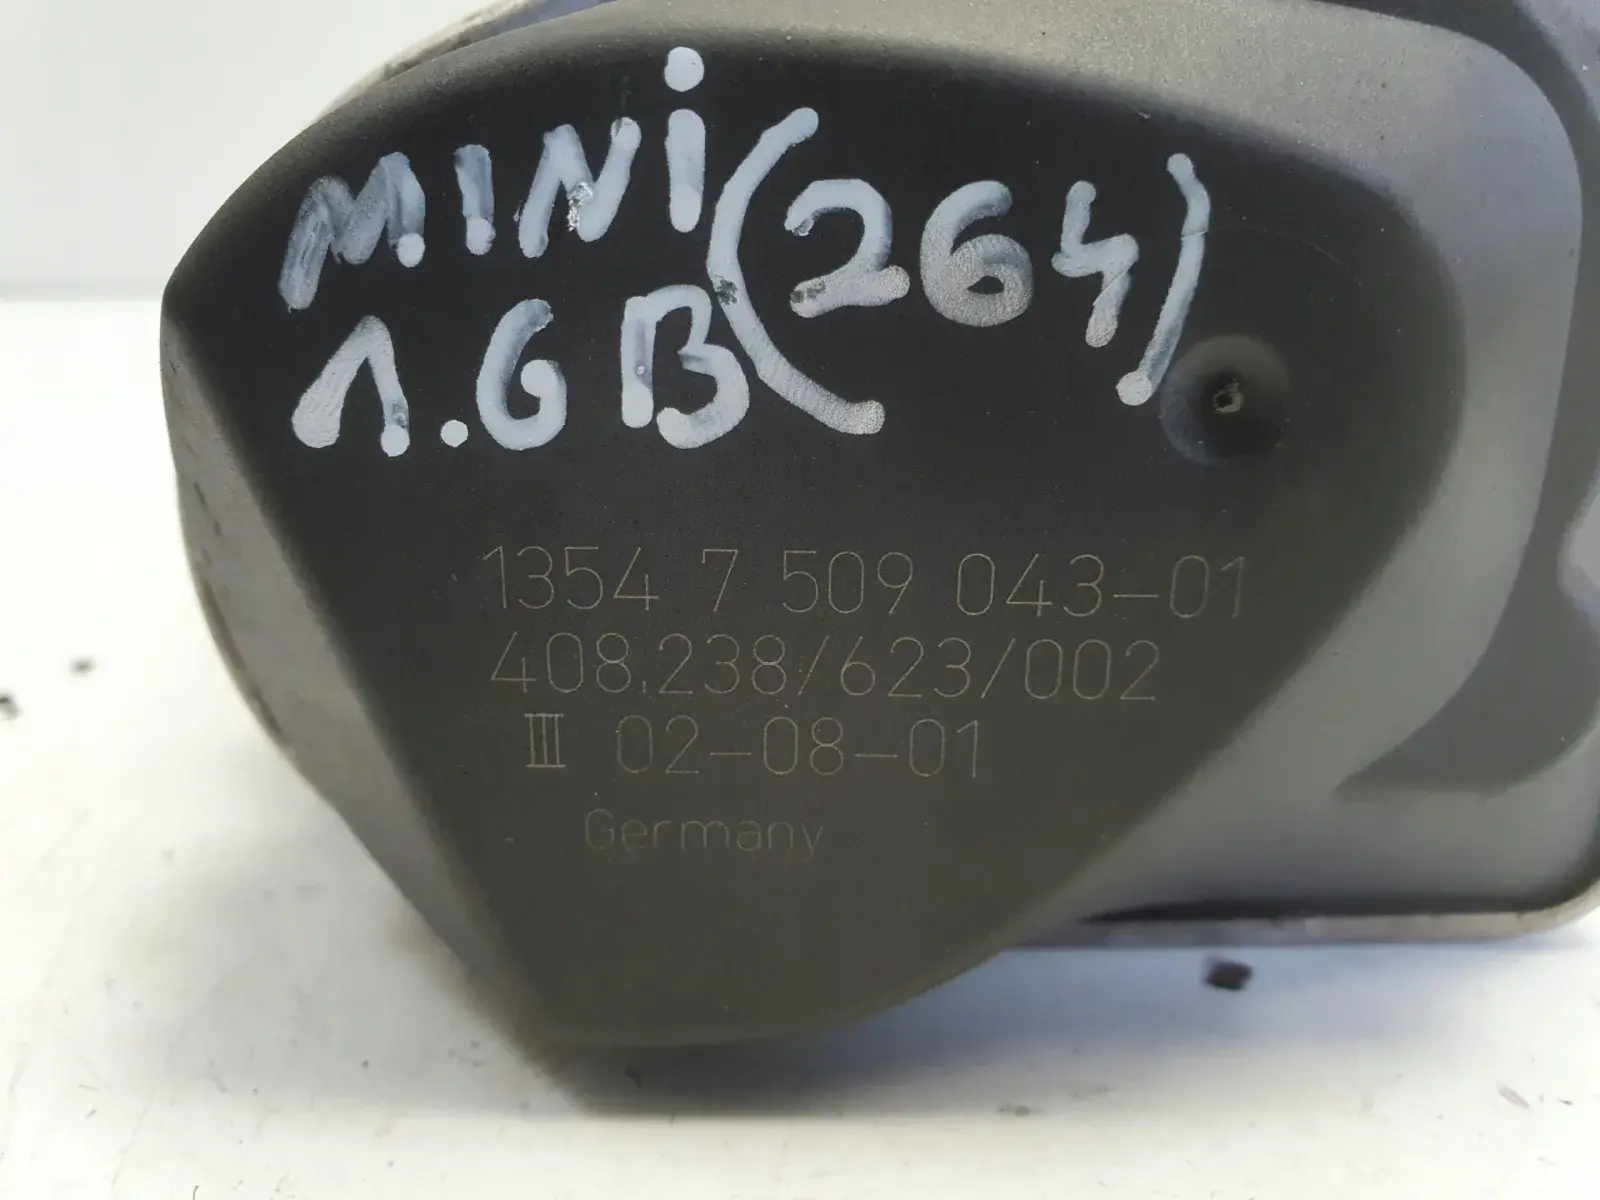 MINI (264)
1.6B
1354 7 509 043-01
408.238/623/002
III 02-08-01
Germany